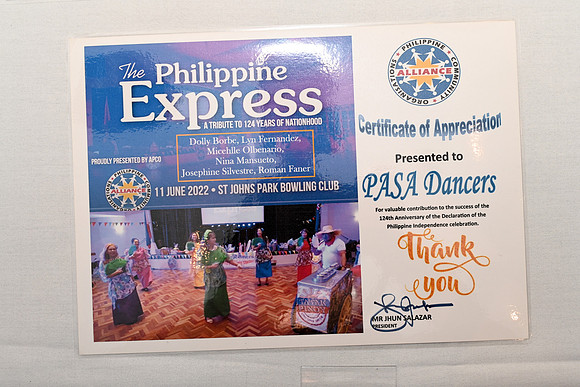 The Philippine
Express
A TRIBUTE TO 124 YEARS OF NATIONHOOD
Dolly Borbe, Lyn Fernandez,
Micehlle Olbenario,
Nina Mansueto,
Josephine Silvestre, Roman Faner
PROUDLY PRESENTED BY APCO
ALLIANCE
11 JUNE 2022 • ST JOHNS PARK BOWLING CLUB
PINOY
PHILIPPINE COMMUNITY ORGANISATIONS
ALLIANCE
Certificate of Appreciation
Presented to
PASA Dancers
For valuable contribution to the success of the
124th Anniversary of the Declaration of the
Philippine Independence celebration.
Thank
you
MR JHUN SALAZAR
PRESIDENT